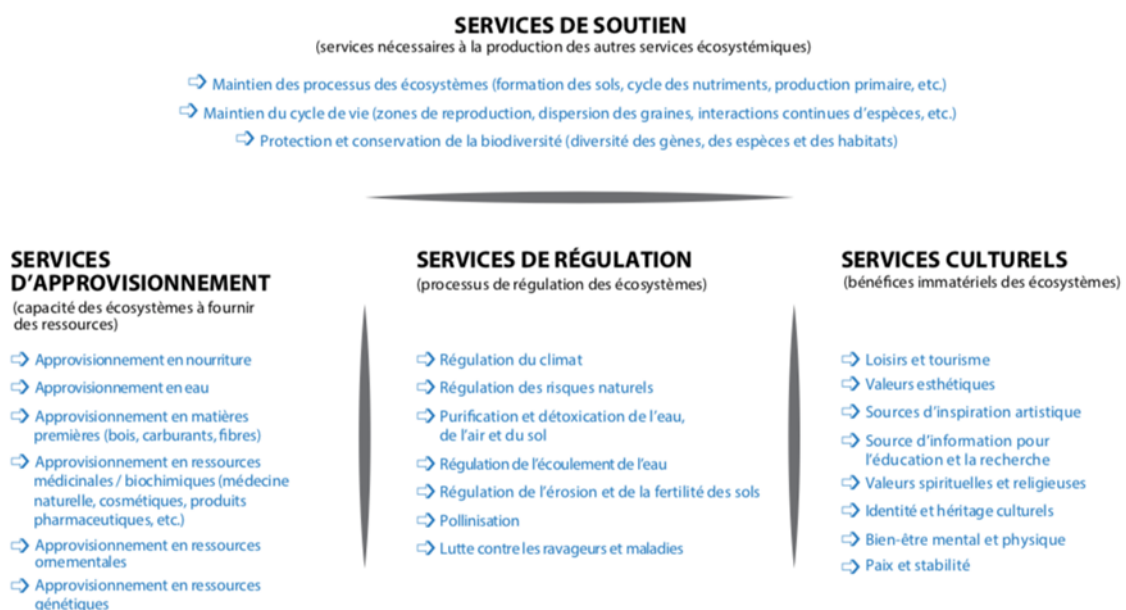 SERVICES DE SOUTIEN
(services nécessaires à la production des autres services écosystémiques)
Maintien des processus des écosystèmes (formation des sols, cycle des nutriments, production primaire, etc.)
Maintien du cycle de vie (zones de reproduction, dispersion des graines, interactions continues d'espèces, etc.)
Protection et conservation de la biodiversité (diversité des gènes, des espèces et des habitats)
SERVICES
D'APPROVISIONNEMENT
(capacité des écosystèmes à fournir
des ressources)
Approvisionnement en nourriture
Approvisionnement en eau
Approvisionnement en matières
premières (bois, carburants, fibres)
Approvisionnement en ressources
médicinales / biochimiques (médecine
naturelle, cosmétiques, produits
pharmaceutiques, etc.)
Approvisionnement en ressources
ornementales
Approvisionnement en ressources
génétiques
SERVICES DE RÉGULATION
(processus de régulation des écosystèmes)
Régulation du climat
Régulation des risques naturels
Purification et détoxication de l'eau,
de l'air et du sol
Régulation de l'écoulement de l'eau
Régulation de l'érosion et de la fertilité des sols
Pollinisation
Lutte contre les ravageurs et maladies
SERVICES CULTURELS
(bénéfices immatériels des écosystèmes)
Loisirs et tourisme
Valeurs esthétiques
Sources d'inspiration artistique
Source d'information pour
l'éducation et la recherche
Valeurs spirituelles et religieuses
Identité et héritage culturels
Bien-être mental et physique
Paix et stabilité